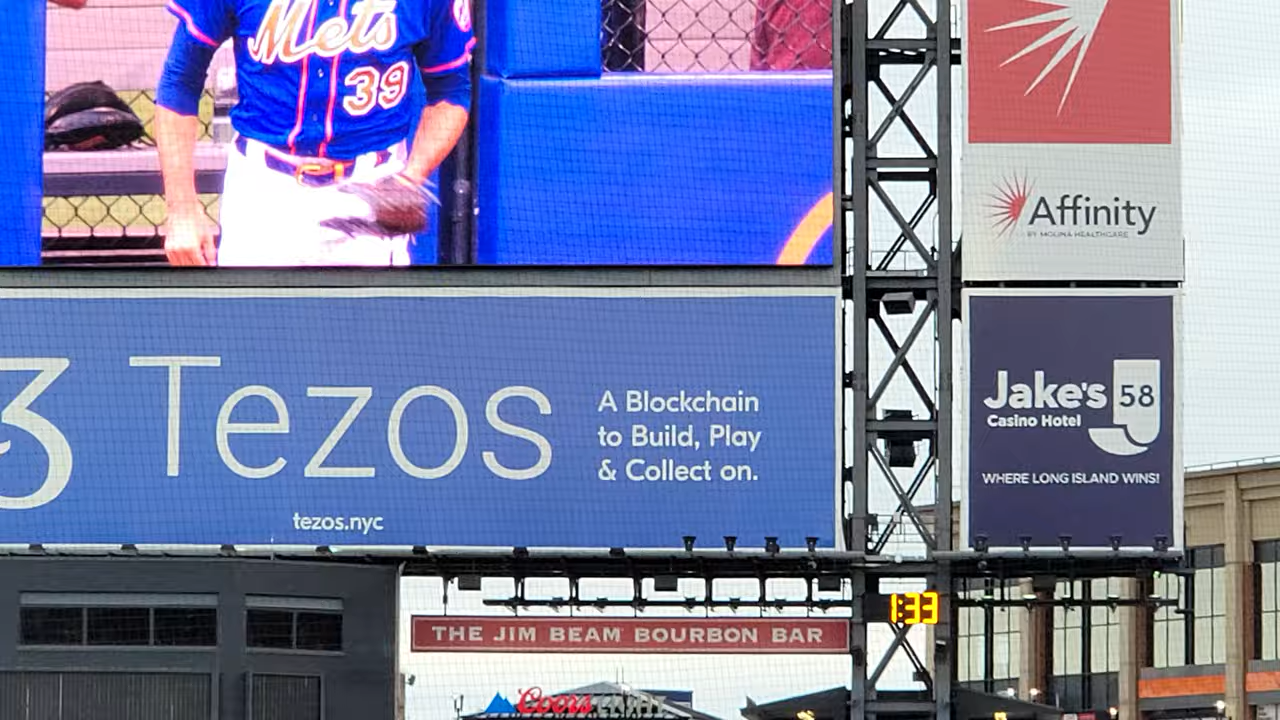 Mets
39
Affinity
BY MOLINA HEALTHCARE
Tezos
A Blockchain
to Build, Play
& Collect on.
tezos.nyc
Jake's 58
Casino Hotel
WHERE LONG ISLAND WINS!
1:33
THE JIM BEAM BOURBON BAR
Coors LIGHT